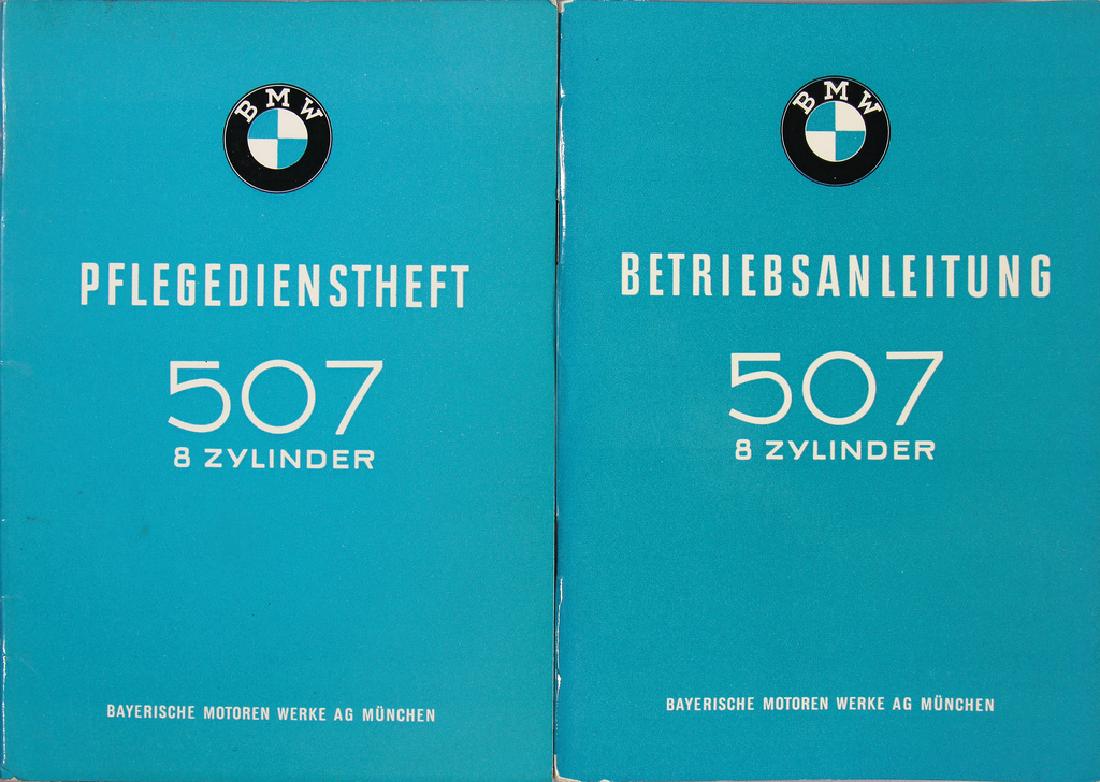 BMW
PFLEGEDIENSTHEFT
507
8 ZYLINDER
BAYERISCHE MOTOREN WERKE AG MÜNCHEN
BMW
BETRIEBSANLEITUNG
507
8 ZYLINDER
BAYERISCHE MOTOREN WERKE AG MÜNCHEN